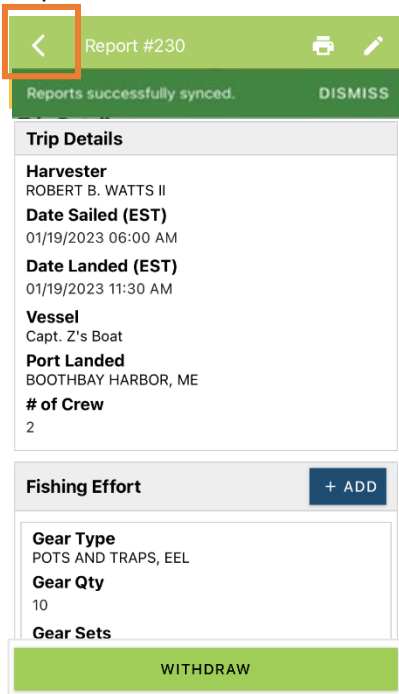 Report #230
Reports successfully synced. DISMISS
Trip Details
Harvester
ROBERT B. WATTS II
Date Sailed (EST)
01/19/2023 06:00 AM
Date Landed (EST)
01/19/2023 11:30 AM
Vessel
Capt. Z's Boat
Port Landed
BOOTHBAY HARBOR, ME
# of Crew
2
Fishing Effort + ADD
Gear Type
POTS AND TRAPS, EEL
Gear Qty
10
Gear Sets
WITHDRAW